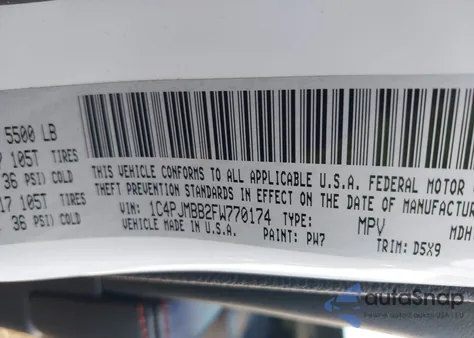 5500 LB
105T TIRES
36 PSI) COLD
17 105T TIRES
36 PSI) COLD
THIS VEHICLE CONFORMS TO ALL APPLICABLE U.S.A. FEDERAL MOTOR
THEFT PREVENTION STANDARDS IN EFFECT ON THE DATE OF MANUFACTUR
VIN: 1C4PJMBB2FW770174 TYPE: MPV MDH
VEHICLE MADE IN U.S.A. PAINT: PW7 TRIM: D5X9
autoSnap